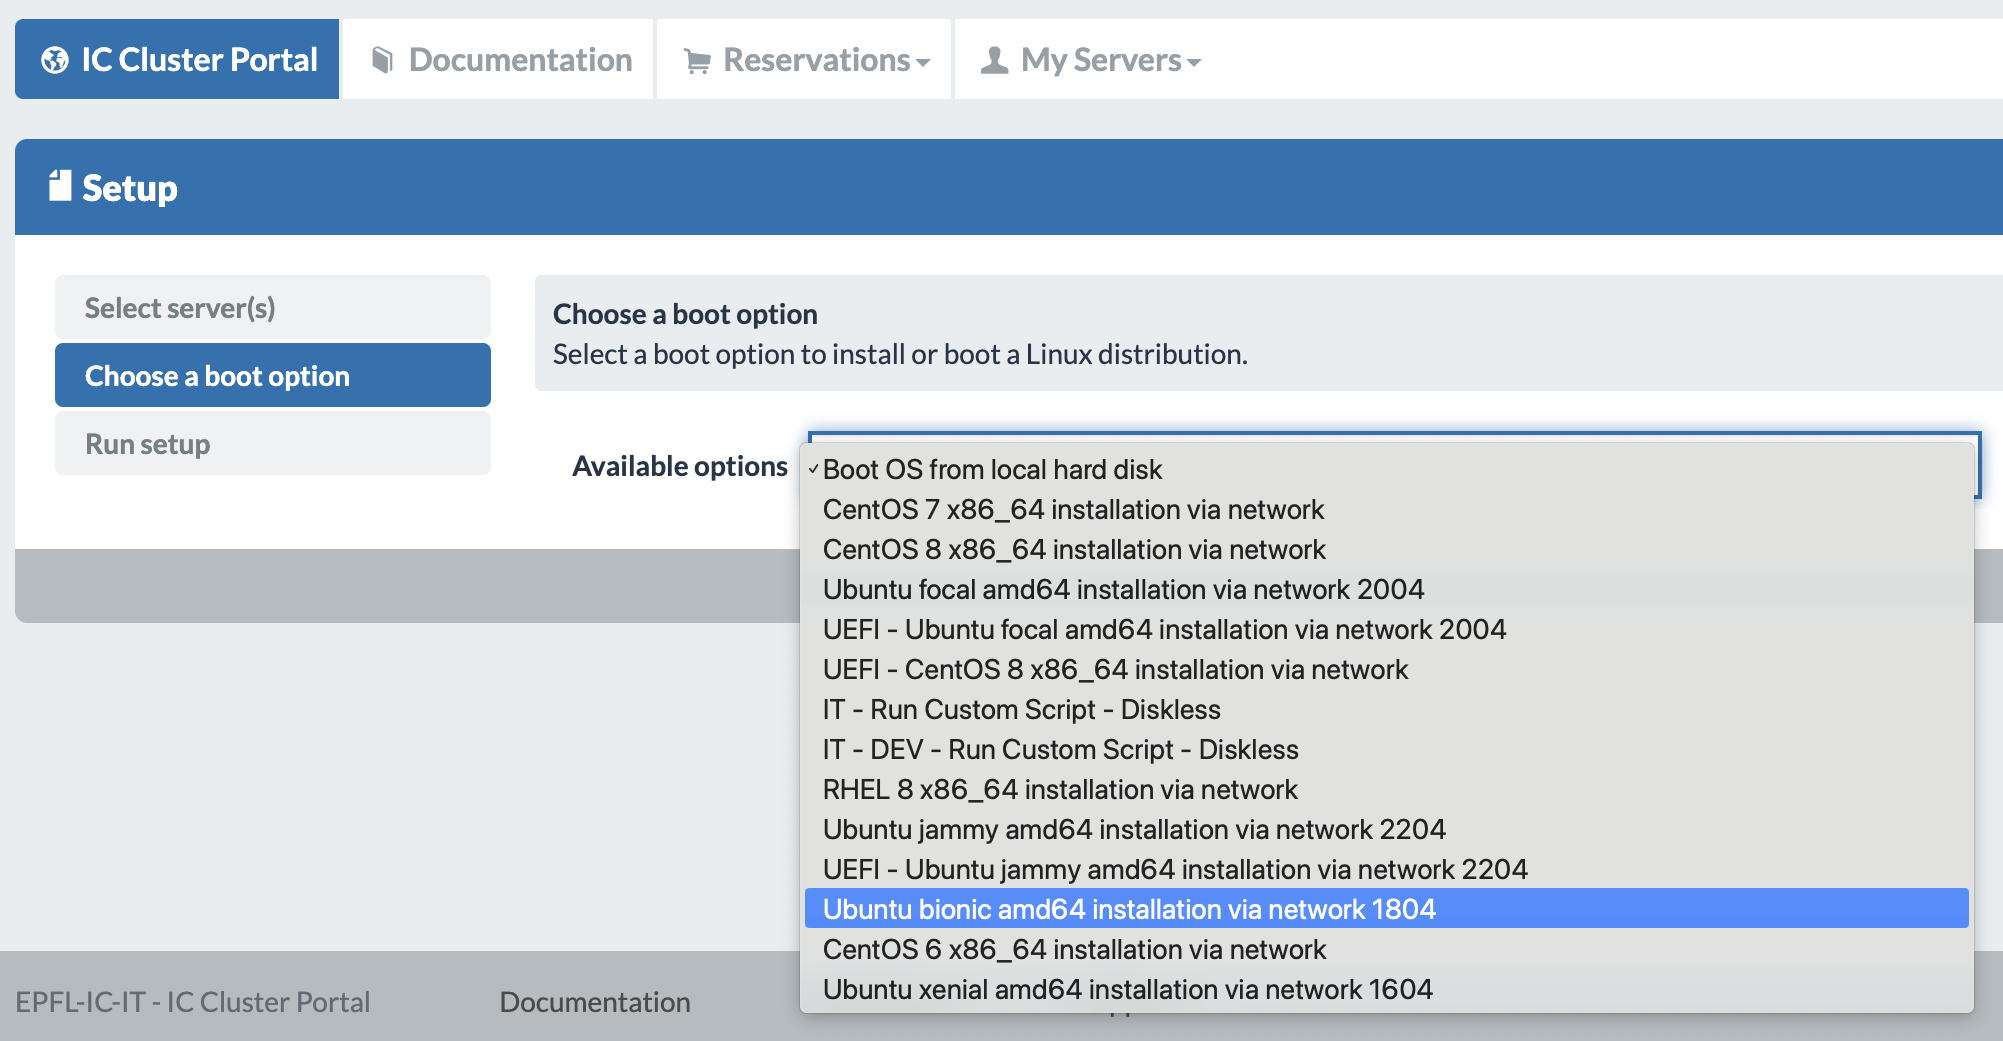 IC Cluster Portal
Documentation
Reservations
My Servers
Setup
Select server(s)
Choose a boot option
Run setup
Choose a boot option
Select a boot option to install or boot a Linux distribution.
Available options
✓ Boot OS from local hard disk
CentOS 7 x86_64 installation via network
CentOS 8 x86_64 installation via network
Ubuntu focal amd64 installation via network 2004
UEFI - Ubuntu focal amd64 installation via network 2004
UEFI - CentOS 8 x86_64 installation via network
IT - Run Custom Script - Diskless
IT - DEV - Run Custom Script - Diskless
RHEL 8 x86_64 installation via network
Ubuntu jammy amd64 installation via network 2204
UEFI - Ubuntu jammy amd64 installation via network 2204
Ubuntu bionic amd64 installation via network 1804
CentOS 6 x86_64 installation via network
Ubuntu xenial amd64 installation via network 1604
EPFL-IC-IT - IC Cluster Portal
Documentation